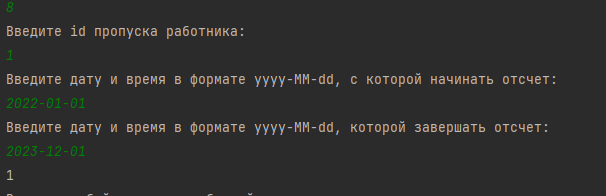 8
Введите id пропуска работника:
1
Введите дату и время в формате yyyy-MM-dd, с которой начинать отсчет:
2022-01-01
Введите дату и время в формате yyyy-MM-dd, которой завершать отсчет:
2023-12-01
1